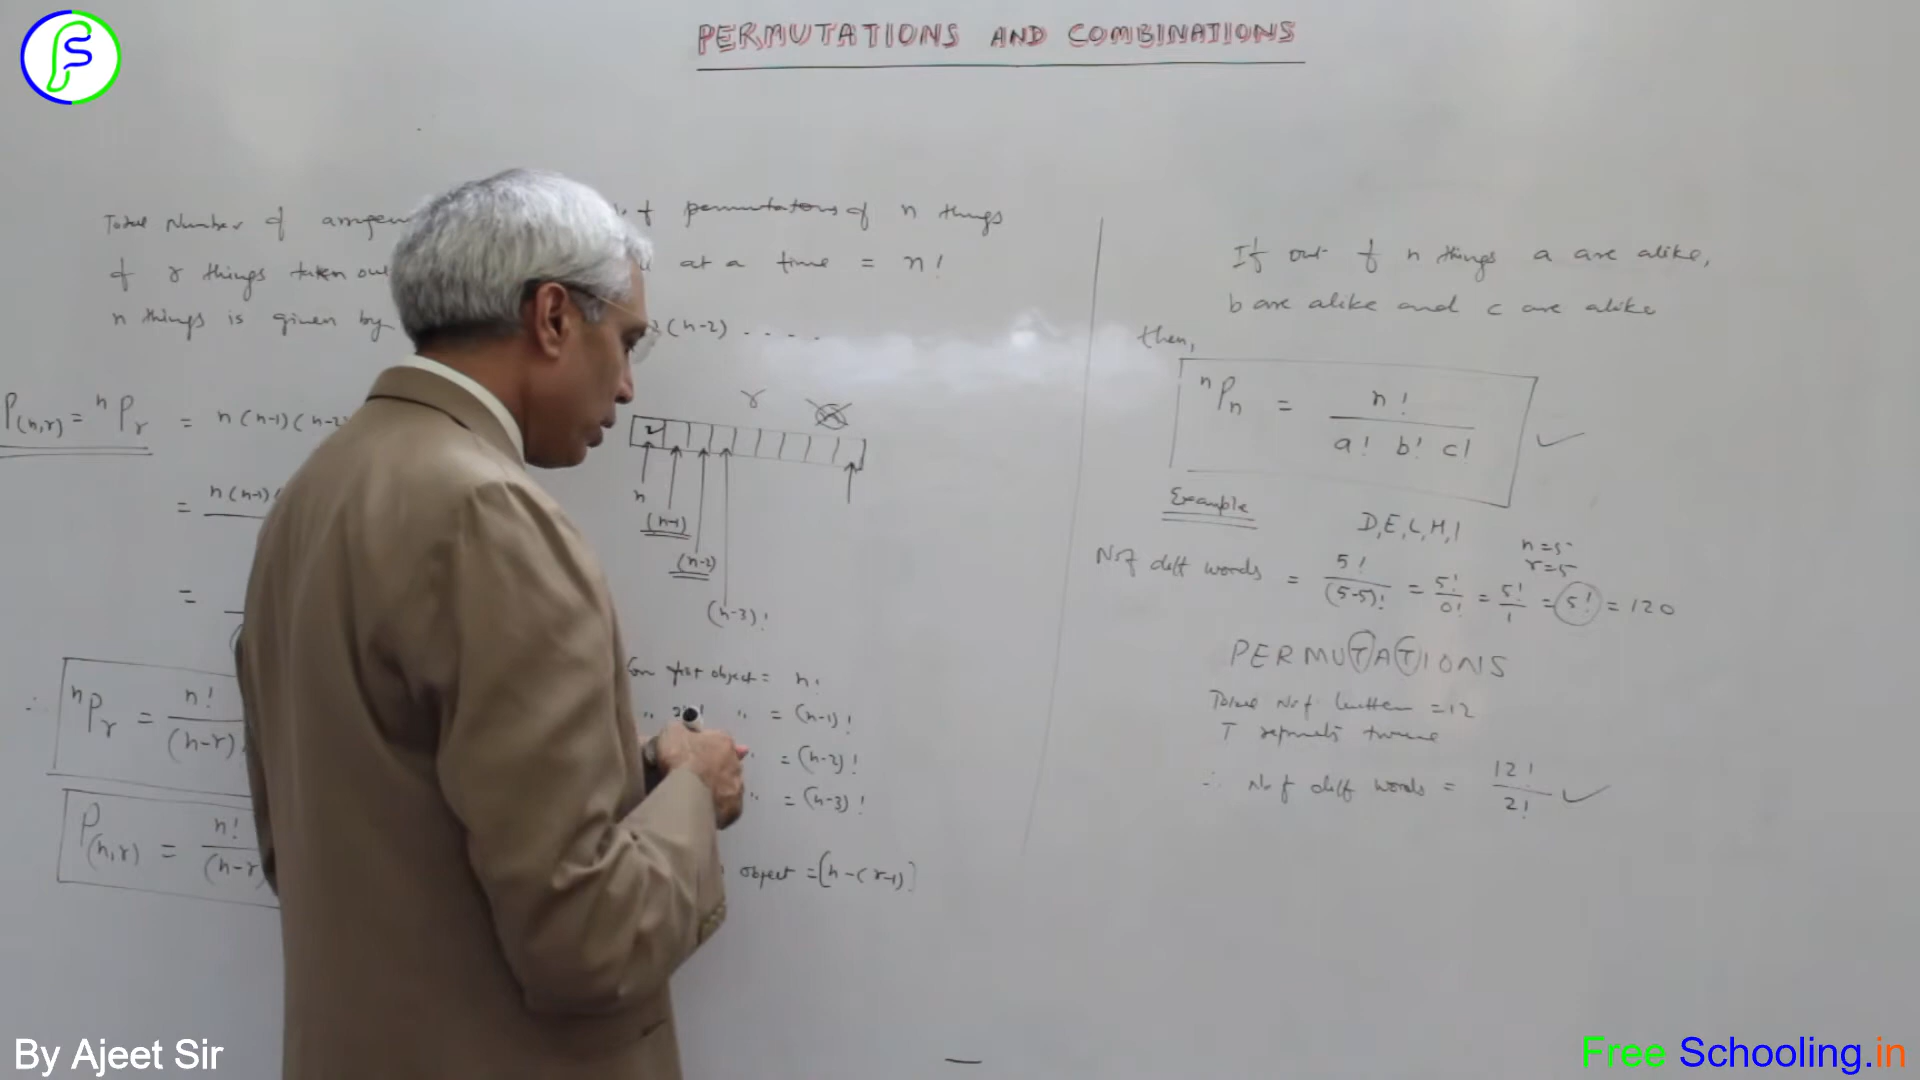 PERMUTATIONS AND COMBINATIONS
Total Number of
of r things taken out
n things is given by
P(n,r) = nPr = n(n-1)(n-2)
= n(n-1)(
=
∴ nPr = n! / (n-r)
P(n,r) = n! / (n-r
of permutations of n things
at a time = n!
(n-2) . . . .
r
n
(n-1)
(n-2)
(n-3)!
first object = n!
" = (n-1)!
" = (n-2)!
" = (n-3)!
object = [n-(r-1)]
If out of n things a are alike,
b are alike and c are alike
then,
nPn = n! / a! b! c!
Example
D,E,L,H,I
n=5
r=5
No of diff words = 5! / (5-5)! = 5! / 0! = 5! / 1 = 5! = 120
PERMUTATIONS
Total No of letters = 12
T repeats twice
∴ No of diff words = 12! / 2!
By Ajeet Sir
Free Schooling.in